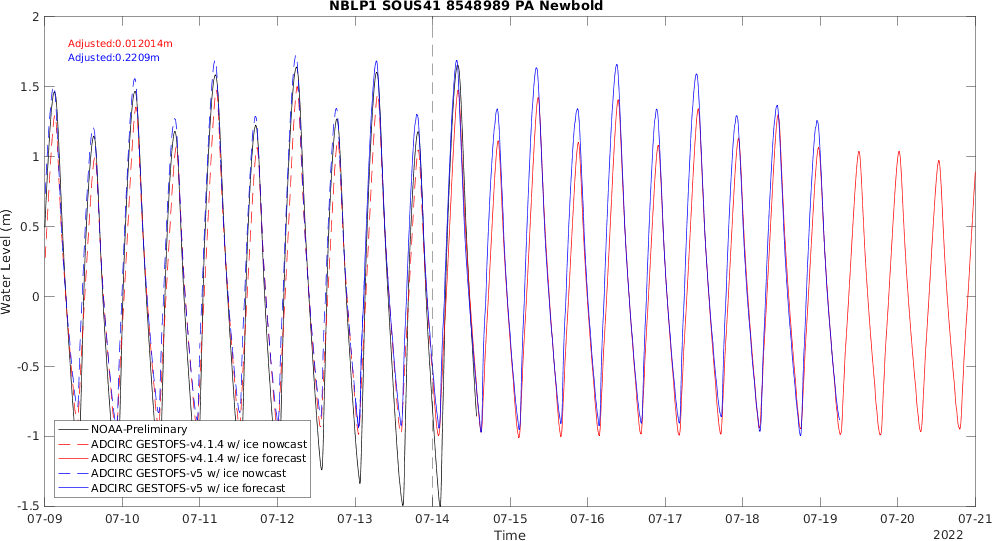 NBLP1 SOUS41 8548989 PA Newbold
Adjusted:0.012014m
Adjusted:0.2209m
Water Level (m)
2
1.5
1
0.5
0
-0.5
-1
-1.5
NOAA-Preliminary
ADCIRC GESTOFS-v4.1.4 w/ ice nowcast
ADCIRC GESTOFS-v4.1.4 w/ ice forecast
ADCIRC GESTOFS-v5 w/ ice nowcast
ADCIRC GESTOFS-v5 w/ ice forecast
07-09 07-10 07-11 07-12 07-13 07-14 07-15 07-16 07-17 07-18 07-19 07-20 07-21
Time
2022